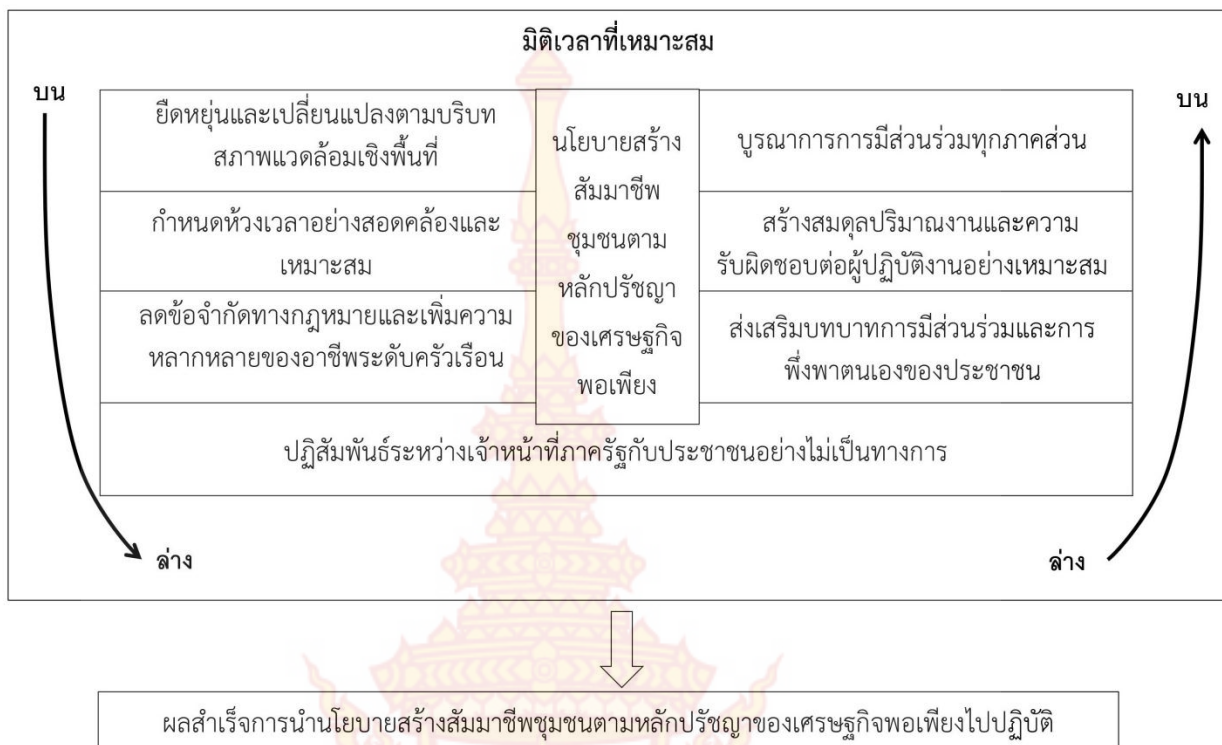 มิติเวลาที่เหมาะสม
บน
บน
ยืดหยุ่นและเปลี่ยนแปลงตามบริบท
สภาพแวดล้อมเชิงพื้นที่
กำหนดห้วงเวลาอย่างสอดคล้องและ
เหมาะสม
ลดข้อจำกัดทางกฎหมายและเพิ่มความ
หลากหลายของอาชีพระดับครัวเรือน
นโยบายสร้าง
สัมมาชีพ
ชุมชนตาม
หลักปรัชญา
ของเศรษฐกิจ
พอเพียง
บูรณาการการมีส่วนร่วมทุกภาคส่วน
สร้างสมดุลปริมาณงานและความ
รับผิดชอบต่อผู้ปฏิบัติงานอย่างเหมาะสม
ส่งเสริมบทบาทการมีส่วนร่วมและการ
พึ่งพาตนเองของประชาชน
ปฏิสัมพันธ์ระหว่างเจ้าหน้าที่ภาครัฐกับประชาชนอย่างไม่เป็นทางการ
ล่าง
ล่าง
ผลสำเร็จการนำนโยบายสร้างสัมมาชีพชุมชนตามหลักปรัชญาของเศรษฐกิจพอเพียงไปปฏิบัติ